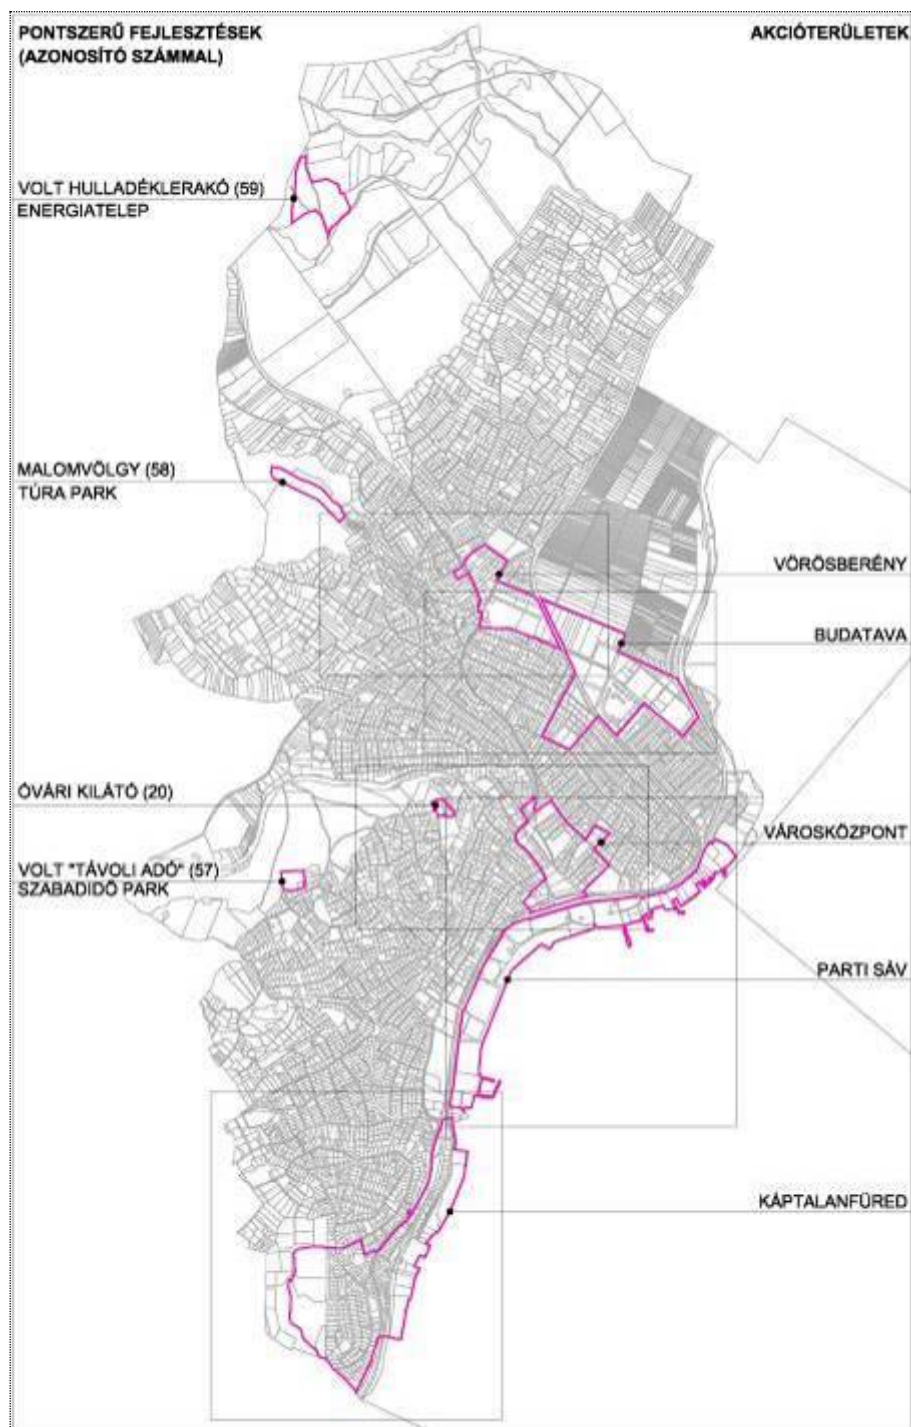 PONTSZERŰ FEJLESZTÉSEK
(AZONOSÍTÓ SZÁMMAL)
AKCIÓTERÜLETEK
VOLT HULLADÉKLERAKÓ (59)
ENERGIATELEP
MALOMVÖLGY (58)
TÚRA PARK
VÖRÖSBERÉNY
BUDATAVA
ÓVÁRI KILÁTÓ (20)
VÁROSKÖZPONT
VOLT "TÁVOLI ADÓ" (57)
SZABADIDŐ PARK
PARTI SÁV
KÁPTALANFÜRED